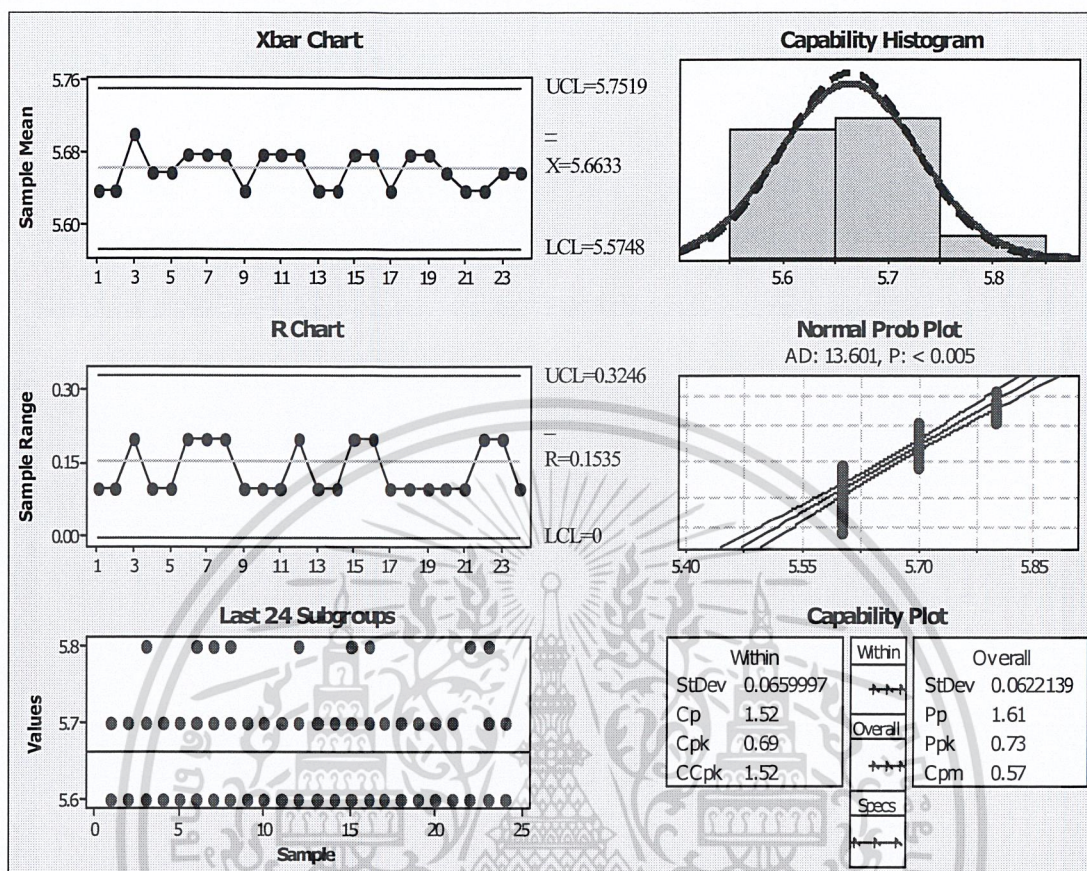 Xbar Chart
Sample Mean
5.76
5.68
5.60
UCL=5.7519
X=5.6633
LCL=5.5748
1 3 5 7 9 11 13 15 17 19 21 23
Capability Histogram
5.6 5.7 5.8
R Chart
Sample Range
0.30
0.15
0.00
UCL=0.3246
R=0.1535
LCL=0
1 3 5 7 9 11 13 15 17 19 21 23
Normal Prob Plot
AD: 13.601, P: < 0.005
5.40 5.55 5.70 5.85
Last 24 Subgroups
Values
5.8
5.7
5.6
0 5 10 15 20 25
Sample
Capability Plot
Within
StDev 0.0659997
Cp 1.52
Cpk 0.69
CCpk 1.52
Within
Overall
Specs
Overall
StDev 0.0622139
Pp 1.61
Ppk 0.73
Cpm 0.57